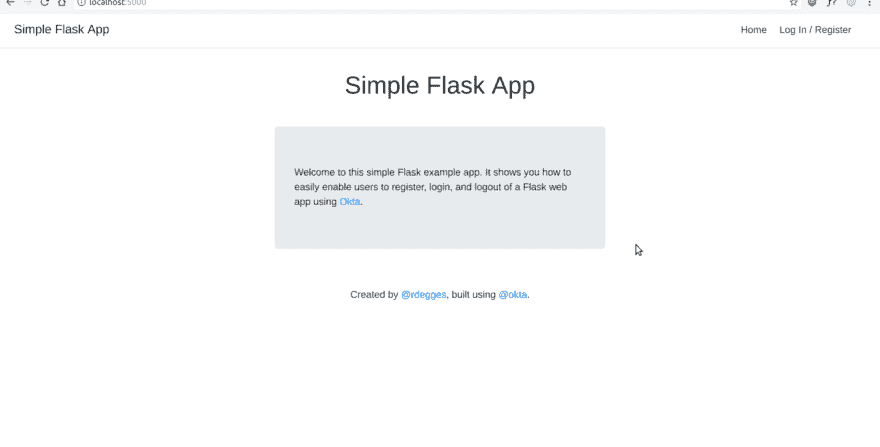 localhost:5000
Simple Flask App
Home
Log In / Register
Simple Flask App
Welcome to this simple Flask example app. It shows you how to
easily enable users to register, login, and logout of a Flask web
app using Okta.
Created by @rdegges, built using @okta.